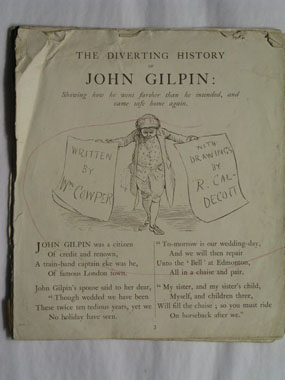 THE DIVERTING HISTORY
OF
JOHN GILPIN:
Showing how he went farther than he intended, and
came safe home again.
WRITTEN
BY
Wm COWPER
WITH
DRAWINGS
BY
R. CAL-
DECOTT
JOHN GILPIN was a citizen
Of credit and renown,
A train-band captain eke was he,
Of famous London town.
John Gilpin's spouse said to her dear,
"Though wedded we have been
These twice ten tedious years, yet we
No holiday have seen.
"To-morrow is our wedding-day,
And we will then repair
Unto the 'Bell' at Edmonton,
All in a chaise and pair.
"My sister, and my sister's child,
Myself, and children three,
Will fill the chaise; so you must ride
On horseback after we."